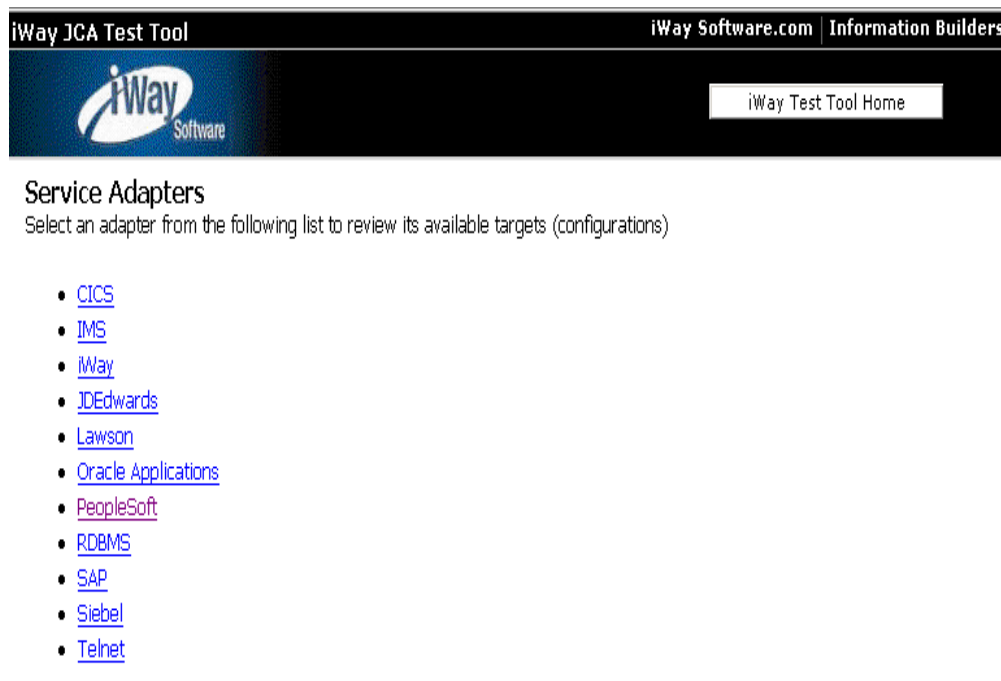 iWay JCA Test Tool
iWay Software.com | Information Builders
iWay
Software
iWay Test Tool Home
Service Adapters
Select an adapter from the following list to review its available targets (configurations)
• CICS
• IMS
• iWay
• JDEdwards
• Lawson
• Oracle Applications
• PeopleSoft
• RDBMS
• SAP
• Siebel
• Telnet